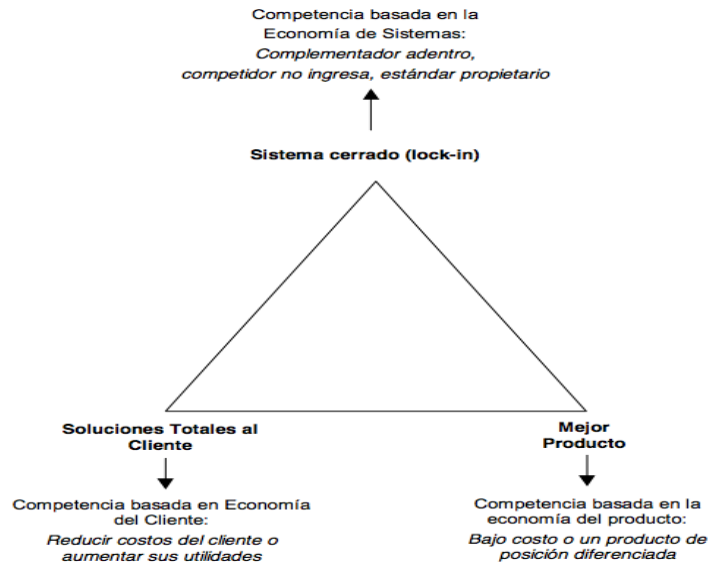 Competencia basada en la
Economía de Sistemas:
Complementador adentro,
competidor no ingresa, estándar propietario
Sistema cerrado (lock-in)
Soluciones Totales al
Cliente
Competencia basada en Economía
del Cliente:
Reducir costos del cliente o
aumentar sus utilidades
Mejor
Producto
Competencia basada en la
economía del producto:
Bajo costo o un producto de
posición diferenciada